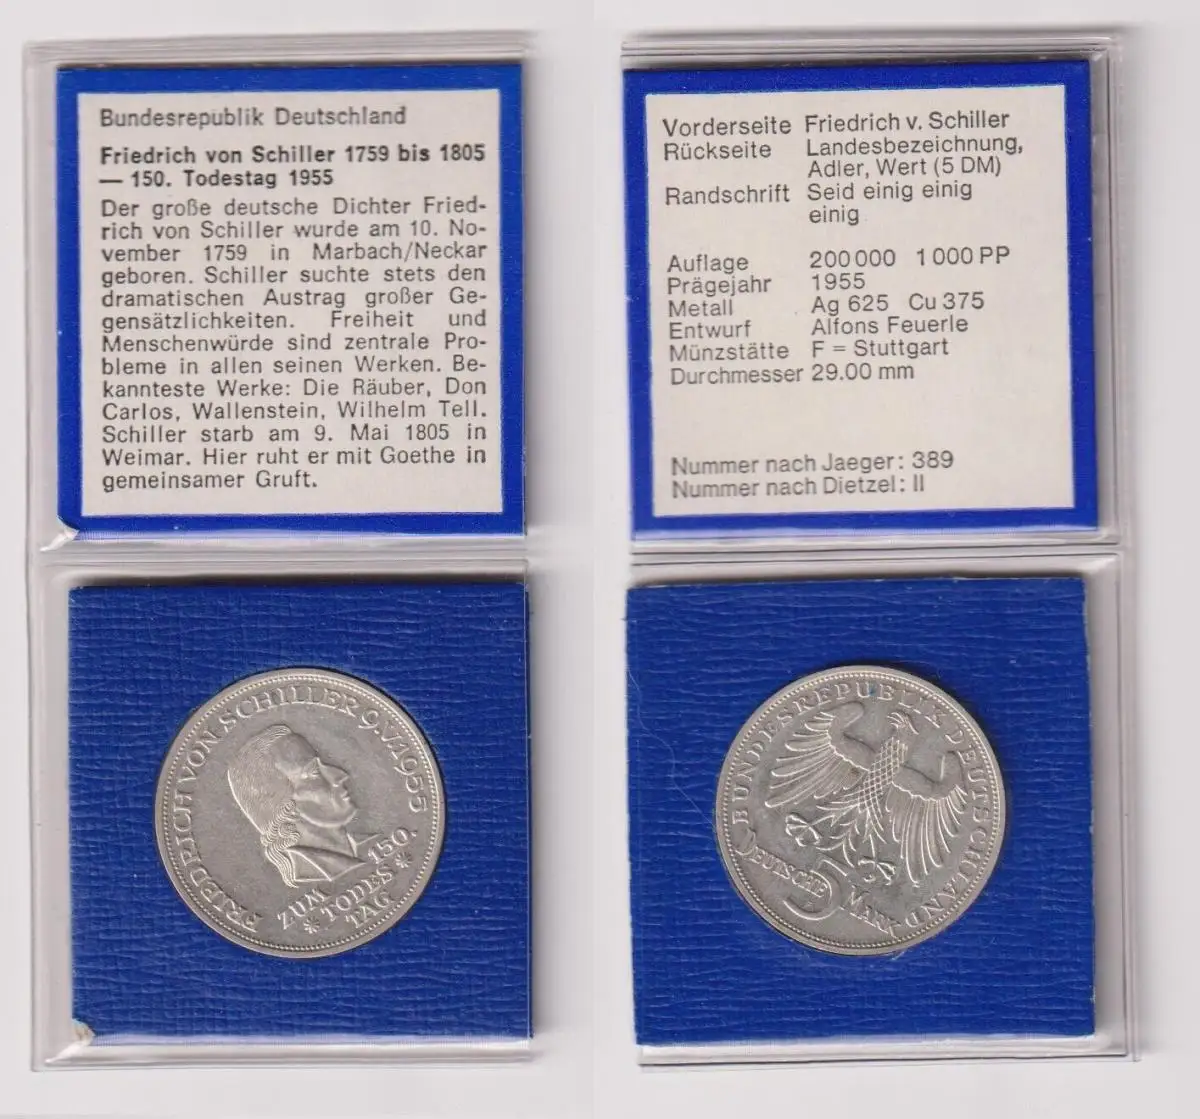 Bundesrepublik Deutschland
Friedrich von Schiller 1759 bis 1805
— 150. Todestag 1955
Der große deutsche Dichter Fried-
rich von Schiller wurde am 10. No-
vember 1759 in Marbach/Neckar
geboren. Schiller suchte stets den
dramatischen Austrag großer Ge-
gensätzlichkeiten. Freiheit und
Menschenwürde sind zentrale Pro-
bleme in allen seinen Werken. Be-
kannteste Werke: Die Räuber, Don
Carlos, Wallenstein, Wilhelm Tell.
Schiller starb am 9. Mai 1805 in
Weimar. Hier ruht er mit Goethe in
gemeinsamer Gruft.
Vorderseite Friedrich v. Schiller
Rückseite Landesbezeichnung,
Adler, Wert (5 DM)
Randschrift Seid einig einig
einig
Auflage 200 000 1 000 PP
Prägejahr 1955
Metall Ag 625 Cu 375
Entwurf Alfons Feuerle
Münzstätte F = Stuttgart
Durchmesser 29.00 mm
Nummer nach Jaeger: 389
Nummer nach Dietzel: II
FRIEDRICH VON SCHILLER 9.V.1955
ZUM 150.
TODES
TAG
BUNDESREPUBLIK DEUTSCHLAND
DEUTSCHE 5 MARK
F